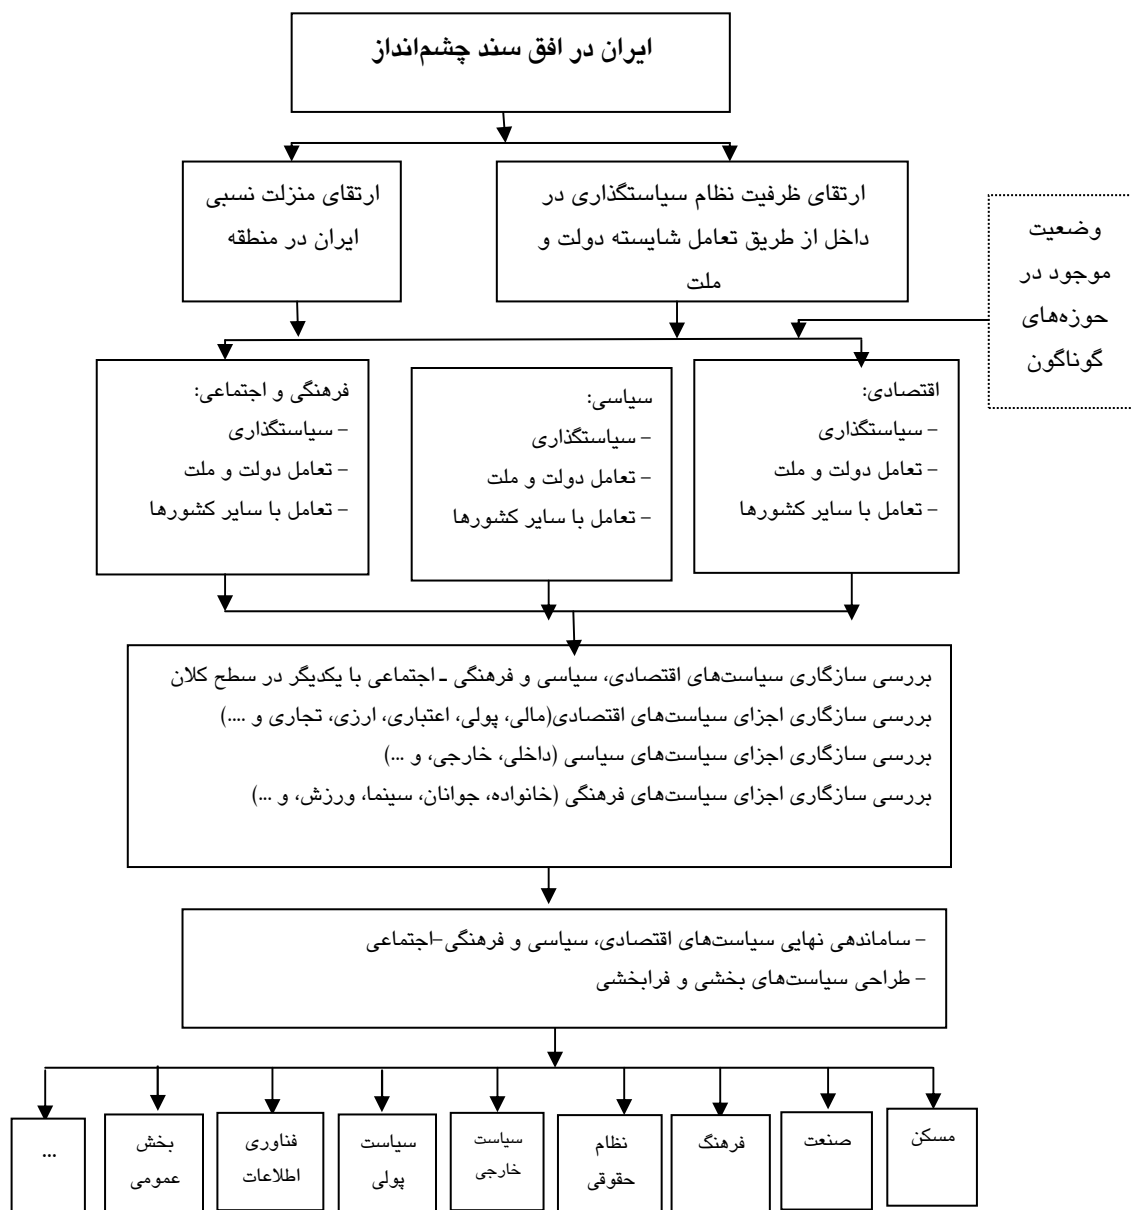 ایران در افق سند چشم‌انداز
ارتقای ظرفیت نظام سیاستگذاری در
داخل از طریق تعامل شایسته دولت و
ملت
ارتقای منزلت نسبی
ایران در منطقه
وضعیت
موجود در
حوزه‌های
گوناگون
اقتصادی:
- سیاستگذاری
- تعامل دولت و ملت
- تعامل با سایر کشورها
سیاسی:
- سیاستگذاری
- تعامل دولت و ملت
- تعامل با سایر کشورها
فرهنگی و اجتماعی:
- سیاستگذاری
- تعامل دولت و ملت
- تعامل با سایر کشورها
بررسی سازگاری سیاست‌های اقتصادی، سیاسی و فرهنگی ـ اجتماعی با یکدیگر در سطح کلان
بررسی سازگاری اجزای سیاست‌های اقتصادی(مالی، پولی، اعتباری، ارزی، تجاری و ....)
بررسی سازگاری اجزای سیاست‌های سیاسی (داخلی، خارجی، و ...)
بررسی سازگاری اجزای سیاست‌های فرهنگی (خانواده، جوانان، سینما، ورزش، و ...)
- ساماندهی نهایی سیاست‌های اقتصادی، سیاسی و فرهنگی-اجتماعی
- طراحی سیاست‌های بخشی و فرابخشی
مسکن
صنعت
فرهنگ
نظام
حقوقی
سیاست
خارجی
سیاست
پولی
فناوری
اطلاعات
بخش
عمومی
...